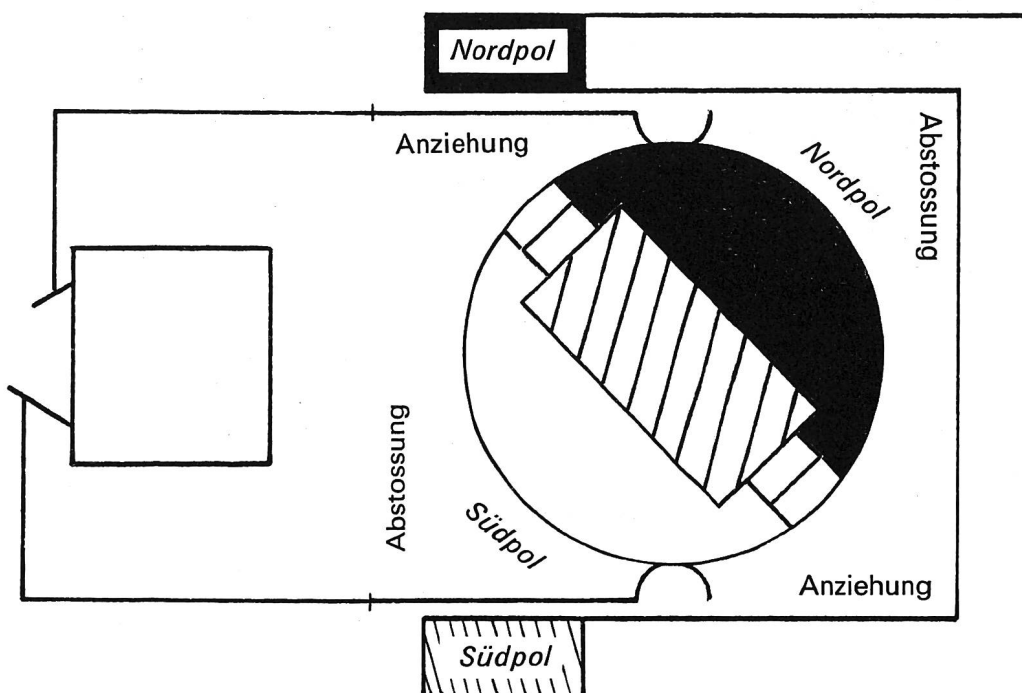 Nordpol
Anziehung
Nordpol
Abstossung
Abstossung
Südpol
Anziehung
Südpol